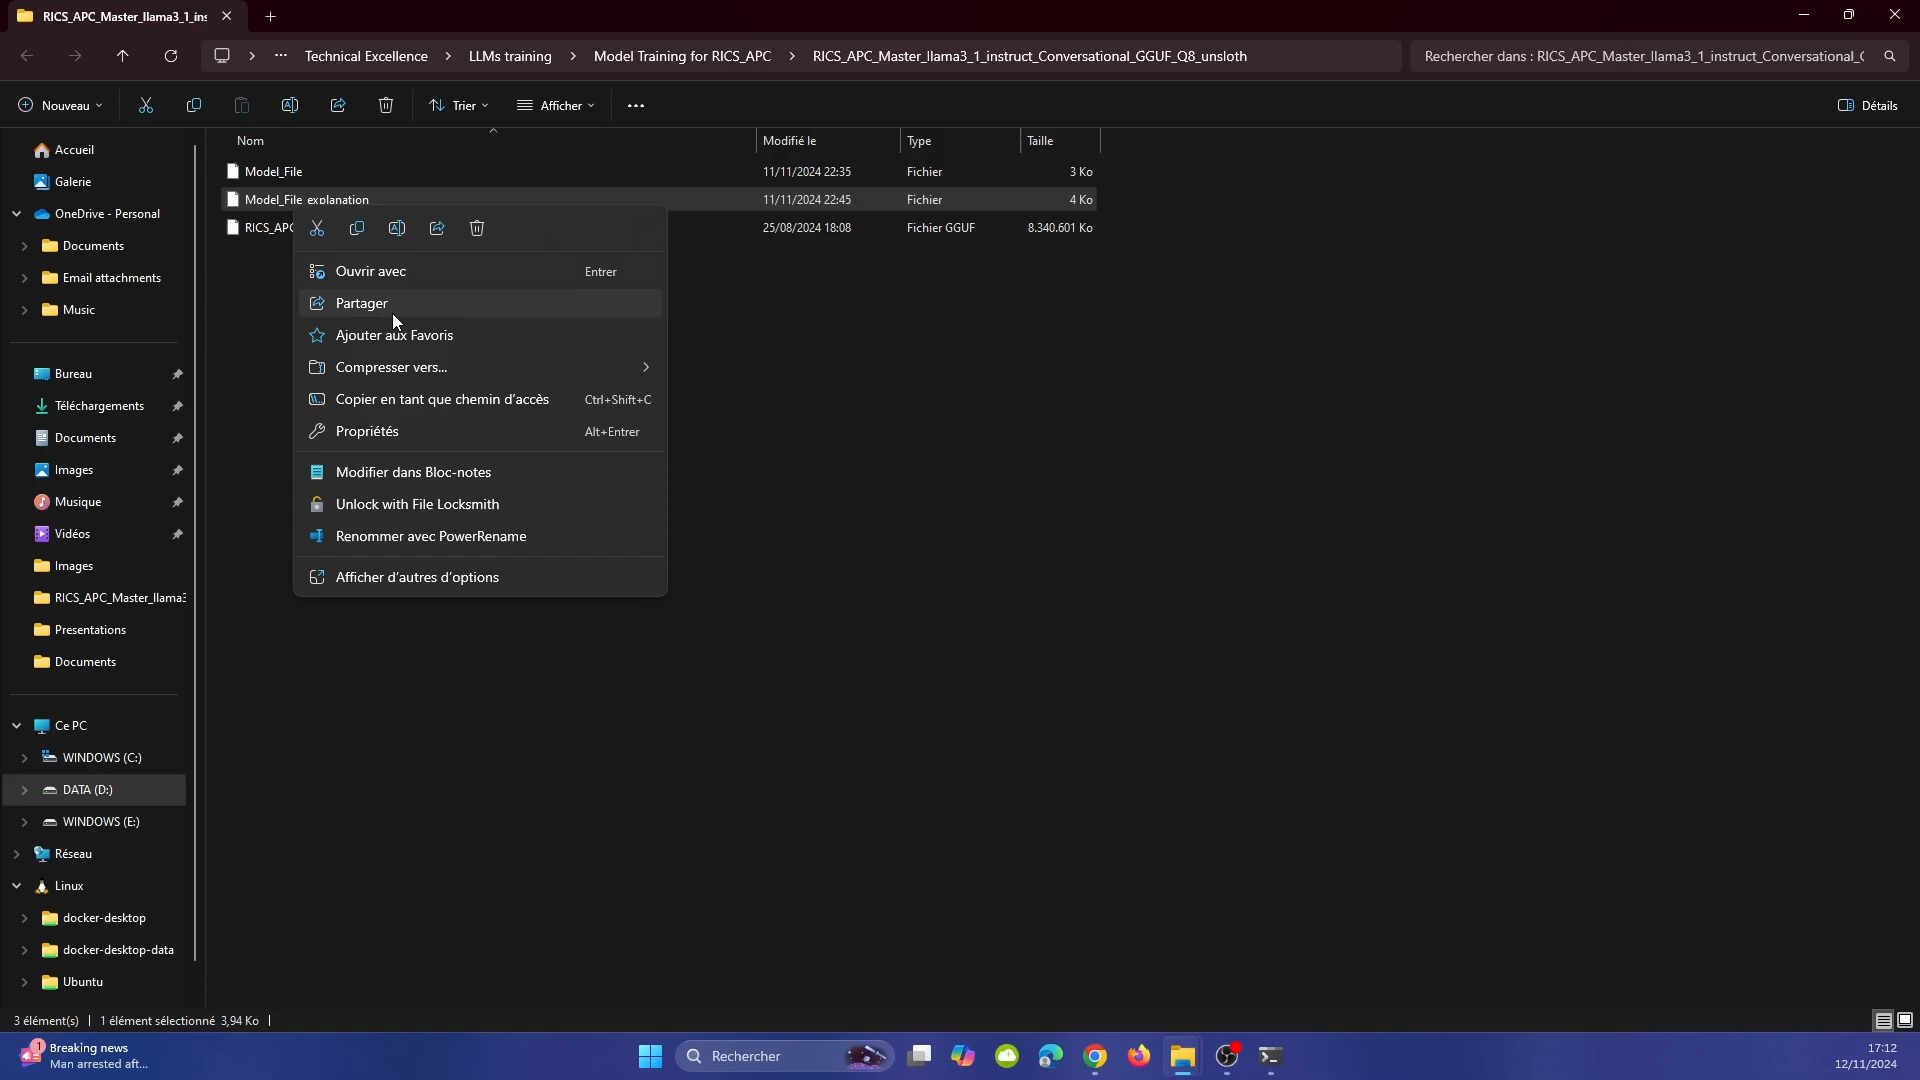 RICS_APC_Master_llama3_1_ins
··· Technical Excellence > LLMs training > Model Training for RICS_APC > RICS_APC_Master_llama3_1_instruct_Conversational_GGUF_Q8_unsloth
Rechercher dans : RICS_APC_Master_llama3_1_instruct_Conversational_(
Nouveau Trier Afficher ··· Détails
Nom Modifié le Type Taille
Model_File 11/11/2024 22:35 Fichier 3 Ko
Model_File explanation 11/11/2024 22:45 Fichier 4 Ko
RICS_APC 25/08/2024 18:08 Fichier GGUF 8.340.601 Ko
Ouvrir avec Entrer
Partager
Ajouter aux Favoris
Compresser vers...
Copier en tant que chemin d'accès Ctrl+Shift+C
Propriétés Alt+Entrer
Modifier dans Bloc-notes
Unlock with File Locksmith
Renommer avec PowerRename
Afficher d'autres d'options
Accueil
Galerie
OneDrive - Personal
Documents
Email attachments
Music
Bureau
Téléchargements
Documents
Images
Musique
Vidéos
Images
RICS_APC_Master_llama3
Presentations
Documents
Ce PC
WINDOWS (C:)
DATA (D:)
WINDOWS (E:)
Réseau
Linux
docker-desktop
docker-desktop-data
Ubuntu
3 élément(s) | 1 élément sélectionné 3,94 Ko |
1
Breaking news
Man arrested aft...
Rechercher
17:12
12/11/2024